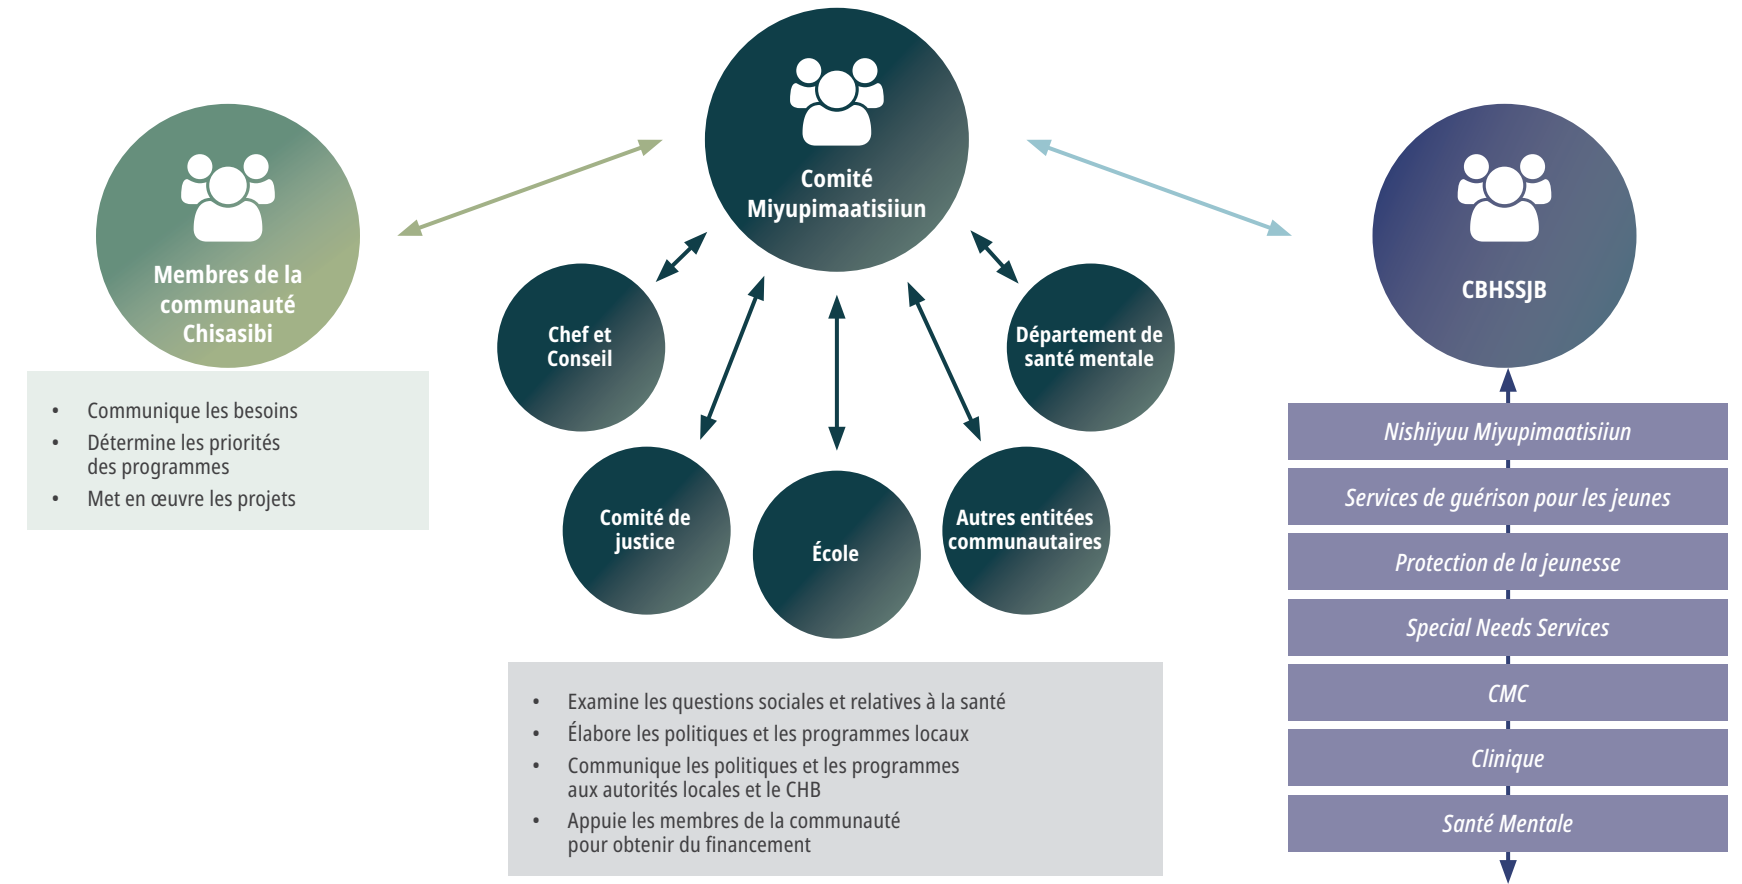 Comité
Miyupimaatisiiun
Membres de la
communauté
Chisasibi
• Communique les besoins
• Détermine les priorités
des programmes
• Met en œuvre les projets
Chef et
Conseil
Comité de
justice
École
Autres entitées
communautaires
Département de
santé mentale
• Examine les questions sociales et relatives à la santé
• Élabore les politiques et les programmes locaux
• Communique les politiques et les programmes
aux autorités locales et le CHB
• Appuie les membres de la communauté
pour obtenir du financement
CBHSSJB
Nishiiyuu Miyupimaatisiiun
Services de guérison pour les jeunes
Protection de la jeunesse
Special Needs Services
CMC
Clinique
Santé Mentale